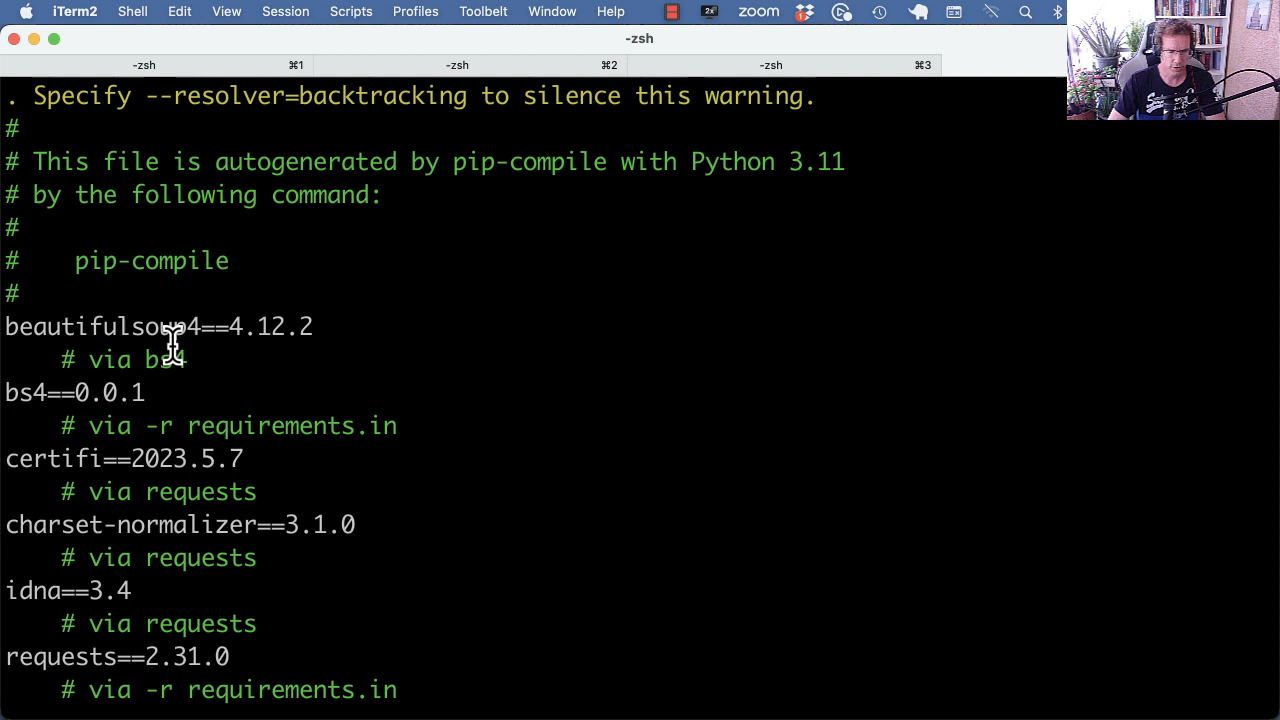 iTerm2 Shell Edit View Session Scripts Profiles Toolbelt Window Help 2x zoom 1
-zsh
-zsh ⌘1 -zsh ⌘2 -zsh ⌘3
. Specify --resolver=backtracking to silence this warning.
#
# This file is autogenerated by pip-compile with Python 3.11
# by the following command:
#
#    pip-compile
#
beautifulsoup4==4.12.2
    # via bs4
bs4==0.0.1
    # via -r requirements.in
certifi==2023.5.7
    # via requests
charset-normalizer==3.1.0
    # via requests
idna==3.4
    # via requests
requests==2.31.0
    # via -r requirements.in